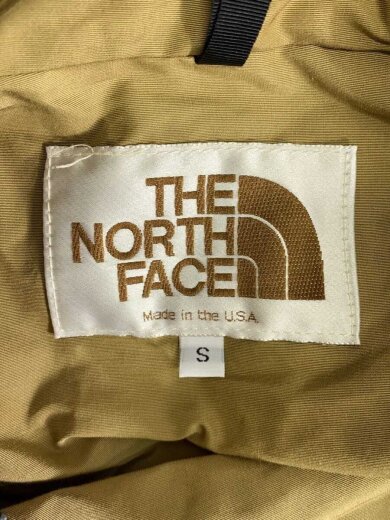 THE
NORTH
FACE
Made in the U.S.A.
S